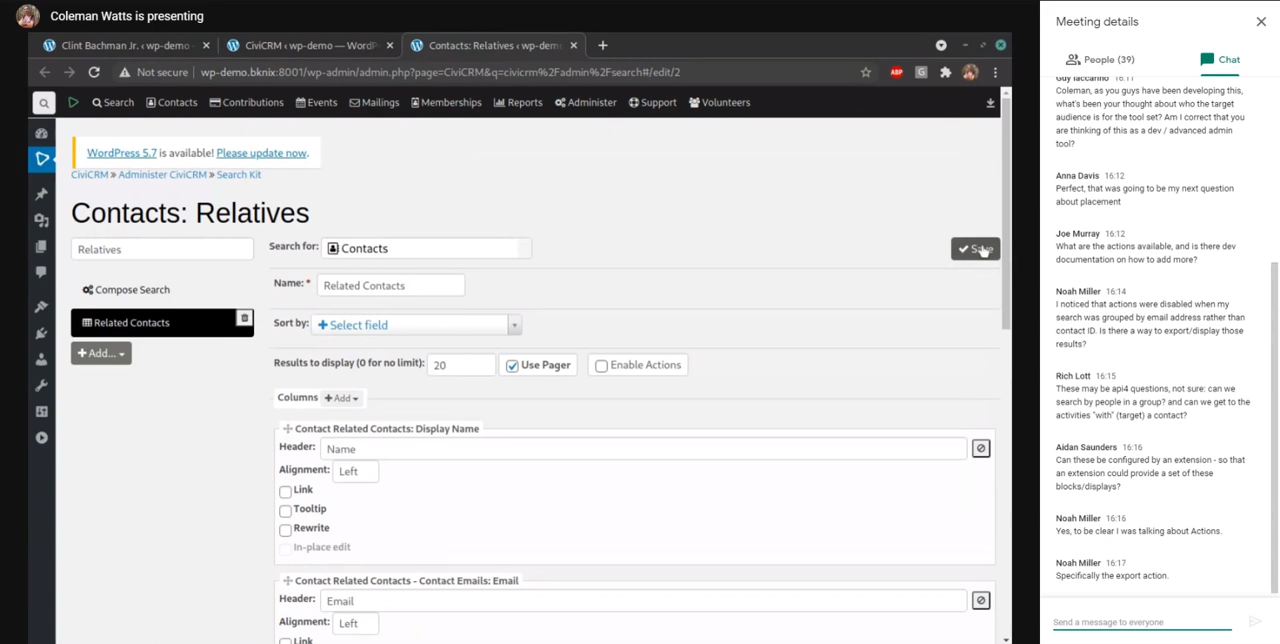 Coleman Watts is presenting
Clint Bachman Jr. ‹ wp-demo
CiviCRM ‹ wp-demo — WordP
Contacts: Relatives ‹ wp-dem
Not secure
wp-demo.bknix:8001/wp-admin/admin.php?page=CiviCRM&q=civicrm%2Fadmin%2Fsearch#/edit/2
ABP
Search Contacts Contributions Events Mailings Memberships Reports Administer Support Volunteers
WordPress 5.7 is available! Please update now.
CiviCRM » Administer CiviCRM » Search Kit
Contacts: Relatives
Relatives
Compose Search
Related Contacts
+ Add...
Search for: Contacts
Save
Name: * Related Contacts
Sort by: + Select field
Results to display (0 for no limit): 20 Use Pager Enable Actions
Columns + Add
Contact Related Contacts: Display Name
Header: Name
Alignment: Left
Link
Tooltip
Rewrite
In-place edit
Contact Related Contacts - Contact Emails: Email
Header: Email
Alignment: Left
Link
Meeting details
People (39)
Chat
Guy Iaccarino 16:11
Coleman, as you guys have been developing this,
what's been your thought about who the target
audience is for the tool set? Am I correct that you
are thinking of this as a dev / advanced admin
tool?
Anna Davis 16:12
Perfect, that was going to be my next question
about placement
Joe Murray 16:12
What are the actions available, and is there dev
documentation on how to add more?
Noah Miller 16:14
I noticed that actions were disabled when my
search was grouped by email address rather than
contact ID. Is there a way to export/display those
results?
Rich Lott 16:15
These may be api4 questions, not sure: can we
search by people in a group? and can we get to the
activities "with" (target) a contact?
Aidan Saunders 16:16
Can these be configured by an extension - so that
an extension could provide a set of these
blocks/displays?
Noah Miller 16:16
Yes, to be clear I was talking about Actions.
Noah Miller 16:17
Specifically the export action.
Send a message to everyone